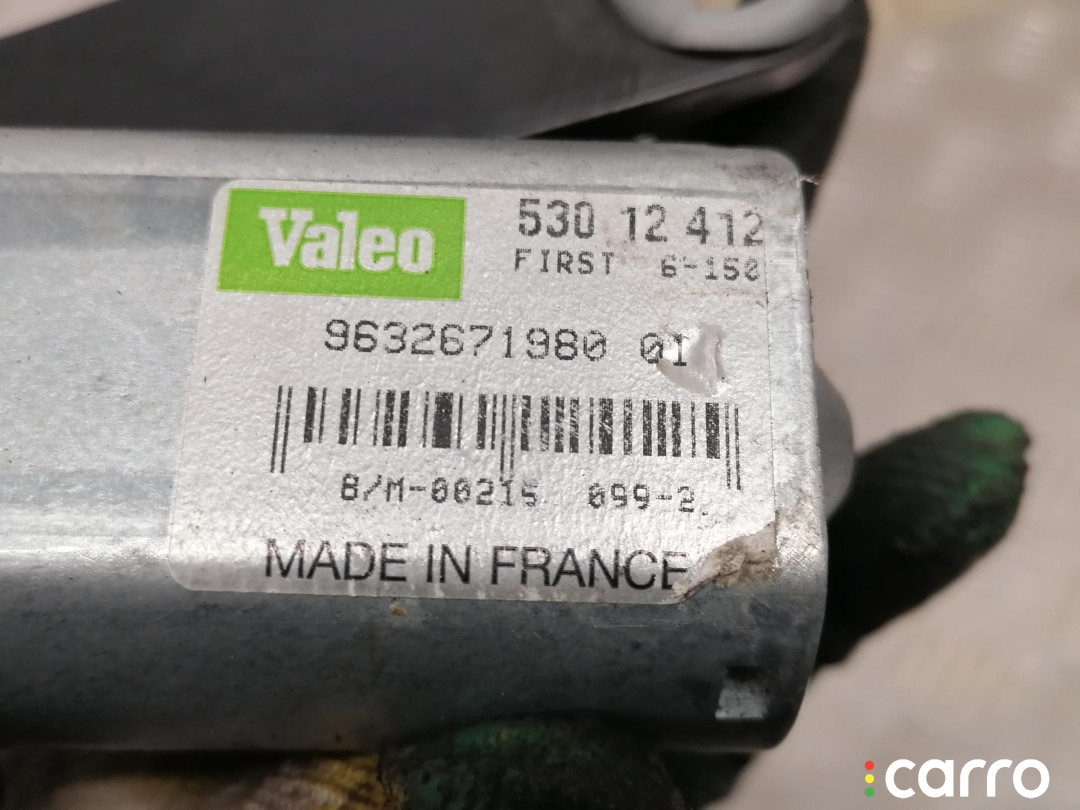 Valeo
530 12 412
FIRST 6-150
9632671980 01
B/M-00215 099-2
MADE IN FRANCE
carro